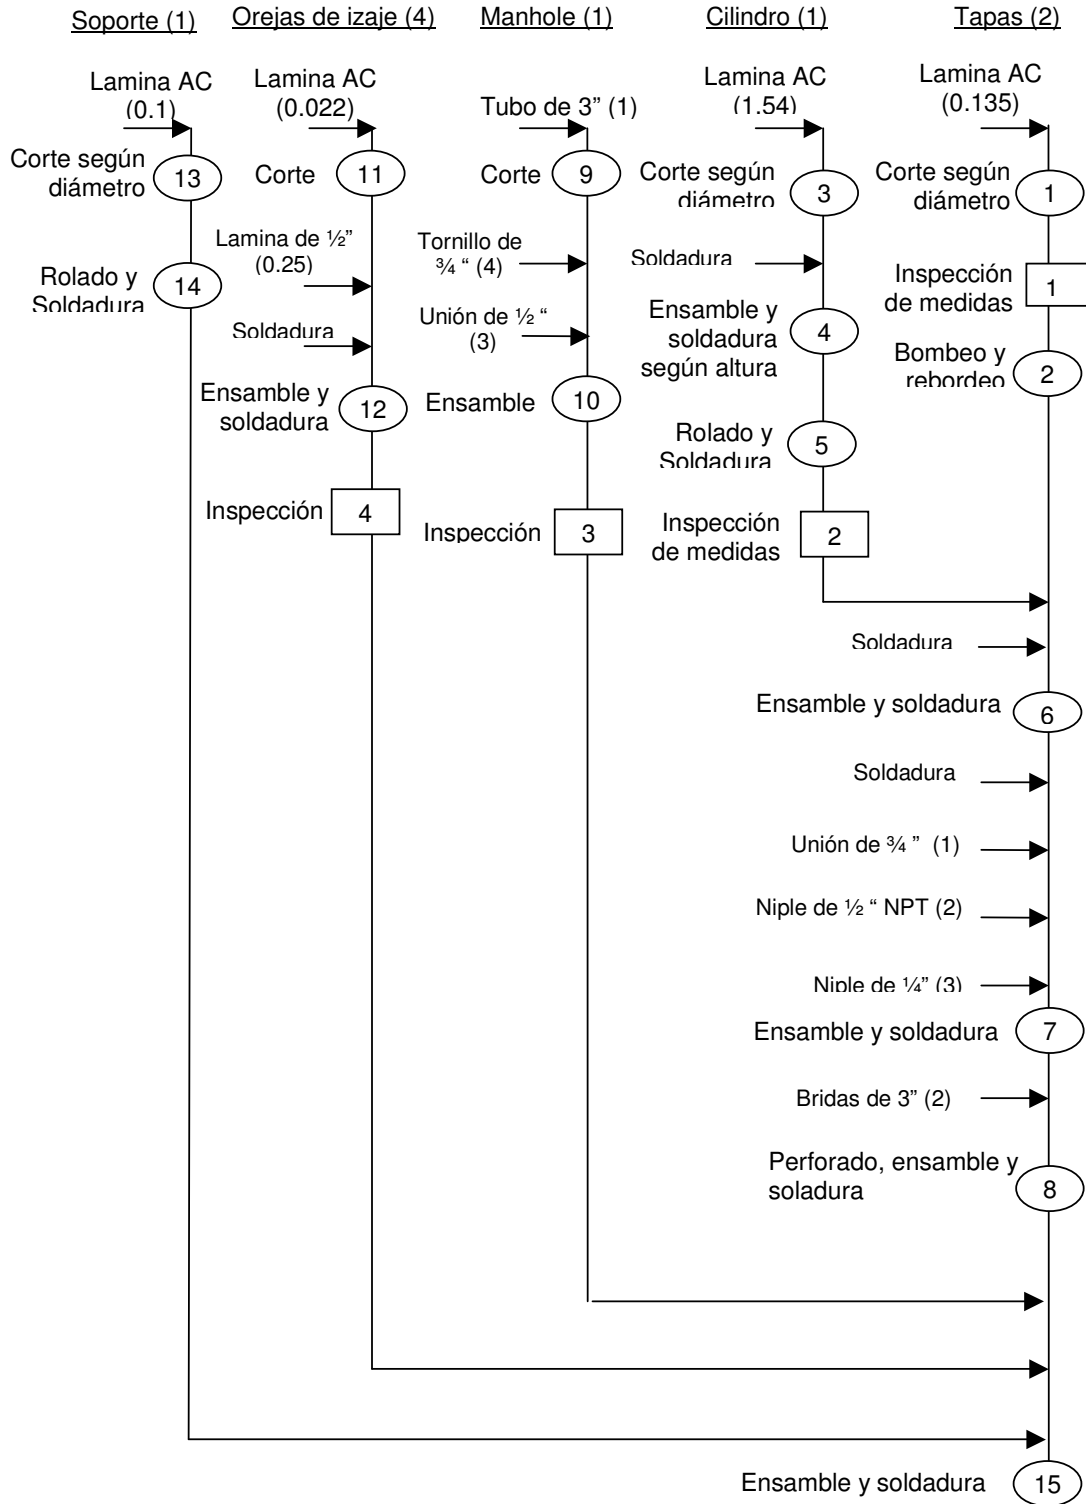 Soporte (1)
Orejas de izaje (4)
Manhole (1)
Cilindro (1)
Tapas (2)
Lamina AC
(0.1)
Corte según
diámetro
13
Rolado y
Soldadura
14
Lamina AC
(0.022)
Corte
11
Lamina de ½”
(0.25)
Soldadura
Ensamble y
soldadura
12
Inspección
4
Tubo de 3” (1)
Corte
9
Tornillo de
¾ “ (4)
Unión de ½ “
(3)
Ensamble
10
Inspección
3
Lamina AC
(1.54)
Corte según
diámetro
3
Soldadura
Ensamble y
soldadura
según altura
4
Rolado y
Soldadura
5
Inspección
de medidas
2
Lamina AC
(0.135)
Corte según
diámetro
1
Inspección
de medidas
1
Bombeo y
rebordeo
2
Soldadura
Ensamble y soldadura
6
Soldadura
Unión de ¾ ” (1)
Niple de ½ “ NPT (2)
Niple de ¼” (3)
Ensamble y soldadura
7
Bridas de 3” (2)
Perforado, ensamble y
soladura
8
Ensamble y soldadura
15